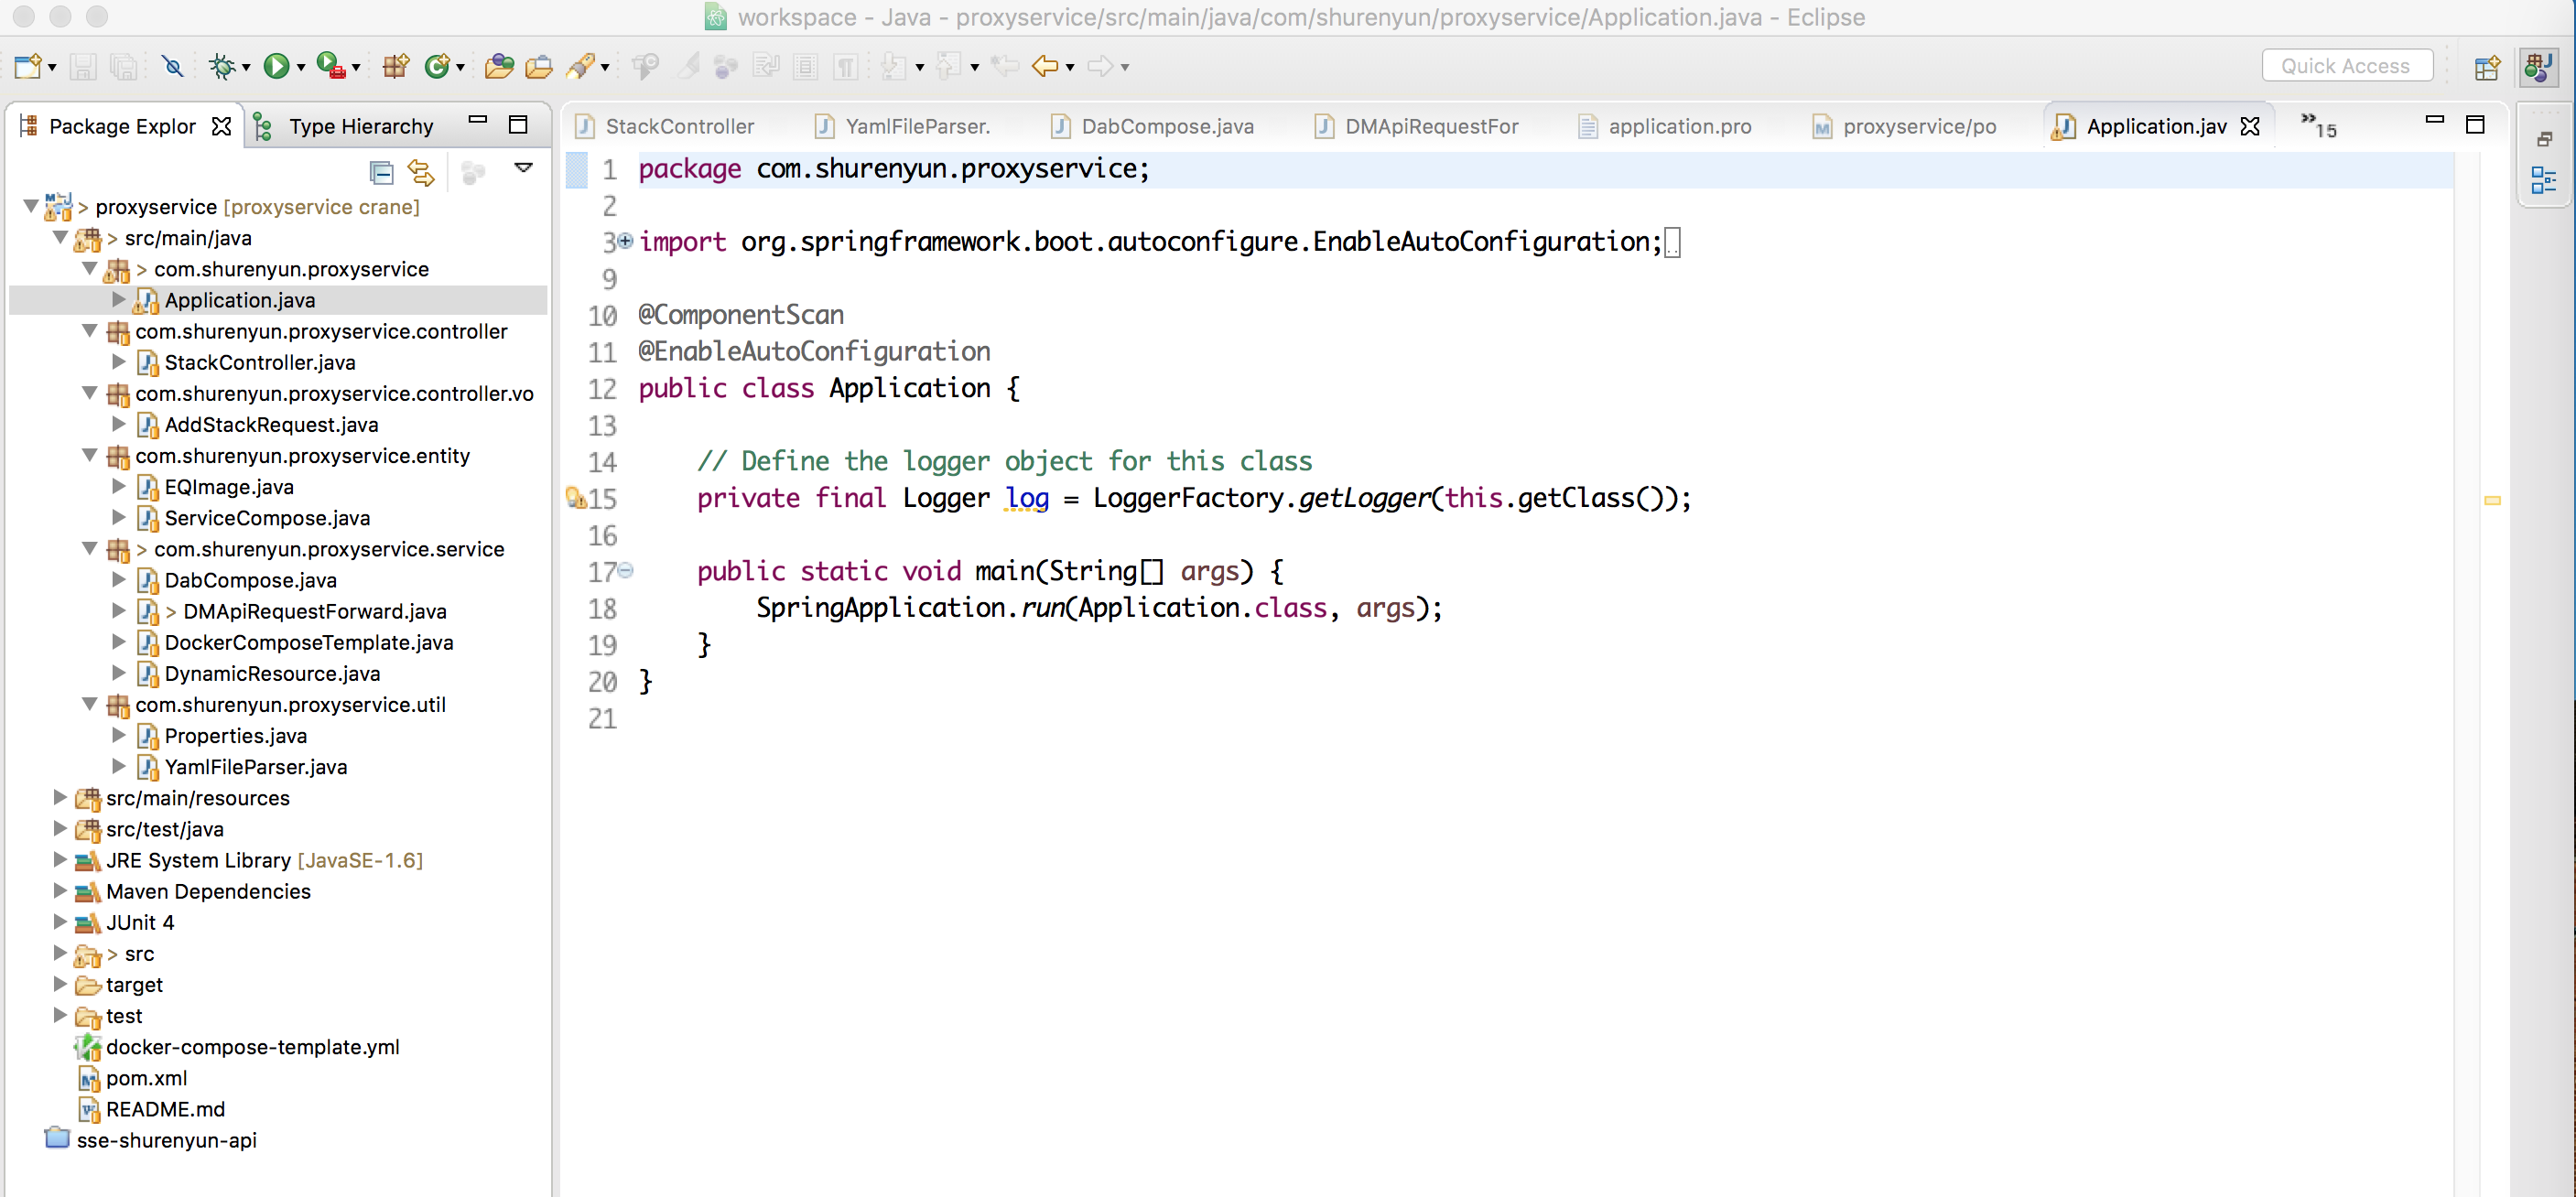 workspace - Java - proxyservice/src/main/java/com/shurenyun/proxyservice/Application.java - Eclipse
Quick Access
Package Explor
Type Hierarchy
StackController
YamlFileParser.
DabCompose.java
DMApiRequestFor
application.pro
proxyservice/po
Application.jav
»15
> proxyservice [proxyservice crane]
> src/main/java
> com.shurenyun.proxyservice
Application.java
com.shurenyun.proxyservice.controller
StackController.java
com.shurenyun.proxyservice.controller.vo
AddStackRequest.java
com.shurenyun.proxyservice.entity
EQImage.java
ServiceCompose.java
> com.shurenyun.proxyservice.service
DabCompose.java
> DMApiRequestForward.java
DockerComposeTemplate.java
DynamicResource.java
com.shurenyun.proxyservice.util
Properties.java
YamlFileParser.java
src/main/resources
src/test/java
JRE System Library [JavaSE-1.6]
Maven Dependencies
JUnit 4
> src
target
test
docker-compose-template.yml
pom.xml
README.md
sse-shurenyun-api
1 package com.shurenyun.proxyservice;
2
3 import org.springframework.boot.autoconfigure.EnableAutoConfiguration;
9
10 @ComponentScan
11 @EnableAutoConfiguration
12 public class Application {
13
14 // Define the logger object for this class
15 private final Logger log = LoggerFactory.getLogger(this.getClass());
16
17 public static void main(String[] args) {
18 SpringApplication.run(Application.class, args);
19 }
20 }
21